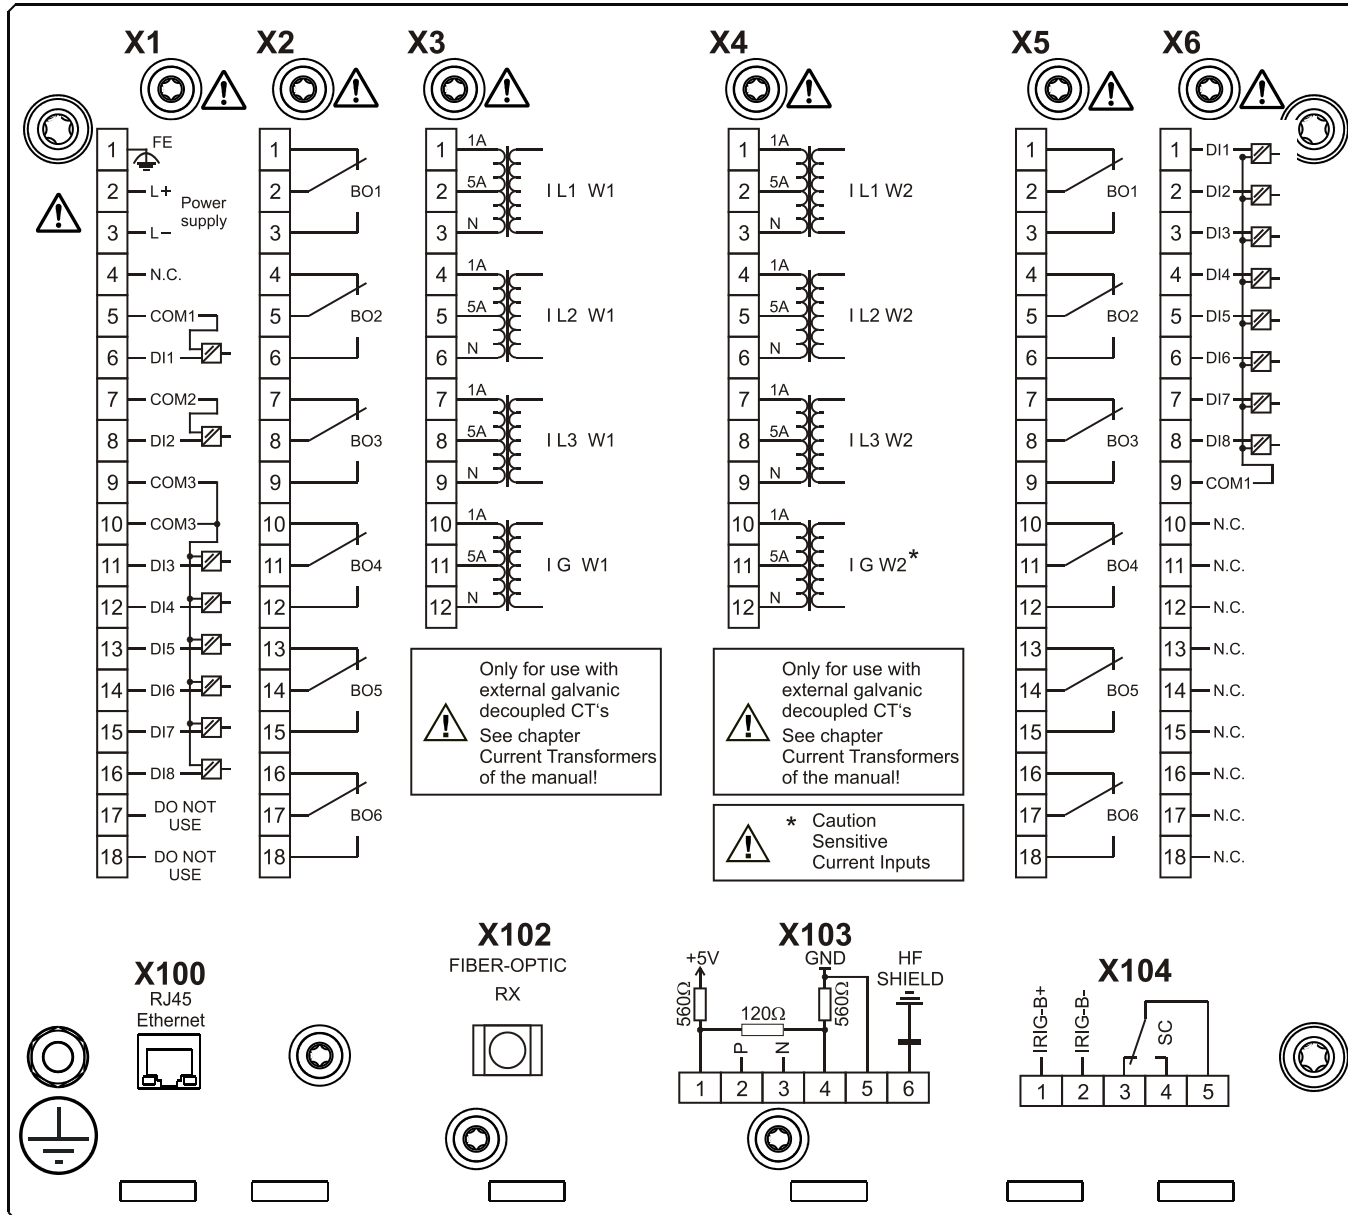 X1
X2
X3
X4
X5
X6
1
FE
2
L+
Power
supply
3
L–
4
N.C.
5
COM1
6
DI1
7
COM2
8
DI2
9
COM3
10
COM3
11
DI3
12
DI4
13
DI5
14
DI6
15
DI7
16
DI8
17
DO NOT
USE
18
DO NOT
USE
1
2
BO1
3
4
5
BO2
6
7
8
BO3
9
10
11
BO4
12
13
14
BO5
15
16
17
BO6
18
1
1A
2
5A
I L1 W1
3
N
4
1A
5
5A
I L2 W1
6
N
7
1A
8
5A
I L3 W1
9
N
10
1A
11
5A
I G W1
12
N
Only for use with
external galvanic
decoupled CT's
See chapter
Current Transformers
of the manual!
1
1A
2
5A
I L1 W2
3
N
4
1A
5
5A
I L2 W2
6
N
7
1A
8
5A
I L3 W2
9
N
10
1A
11
5A
I G W2*
12
N
Only for use with
external galvanic
decoupled CT's
See chapter
Current Transformers
of the manual!
* Caution
Sensitive
Current Inputs
1
2
BO1
3
4
5
BO2
6
7
8
BO3
9
10
11
BO4
12
13
14
BO5
15
16
17
BO6
18
1
DI1
2
DI2
3
DI3
4
DI4
5
DI5
6
DI6
7
DI7
8
DI8
9
COM1
10
N.C.
11
N.C.
12
N.C.
13
N.C.
14
N.C.
15
N.C.
16
N.C.
17
N.C.
18
N.C.
X100
RJ45
Ethernet
X102
FIBER-OPTIC
RX
X103
+5V
GND
HF
SHIELD
560Ω
120Ω
560Ω
P
N
1 2 3 4 5 6
X104
IRIG-B+
IRIG-B-
SC
1 2 3 4 5